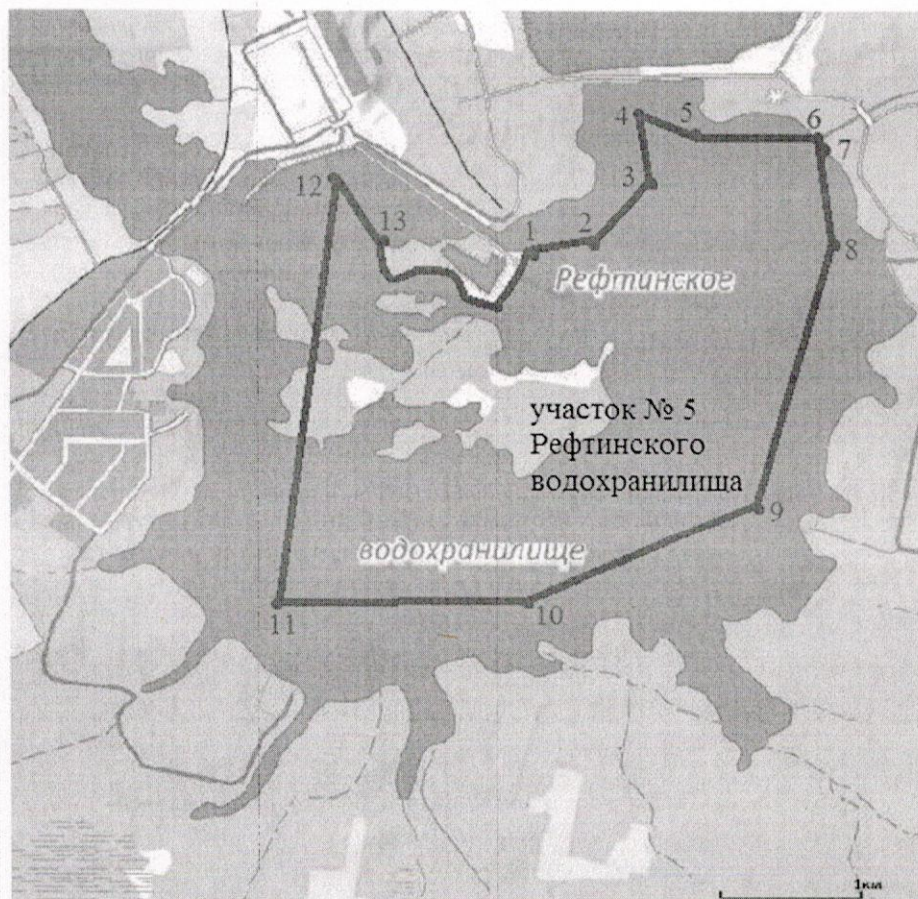 4
5
6
7
12
3
13
1
2
8
Рефтинское
участок № 5
Рефтинского
водохранилища
9
водохранилище
11
10
1км